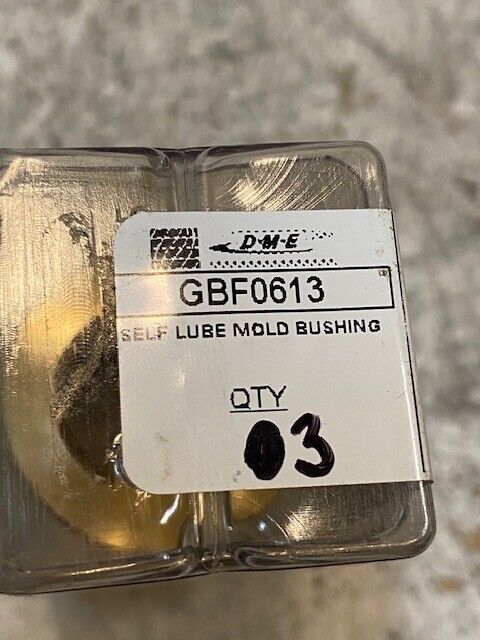 D-M-E
GBF0613
SELF LUBE MOLD BUSHING
QTY
03